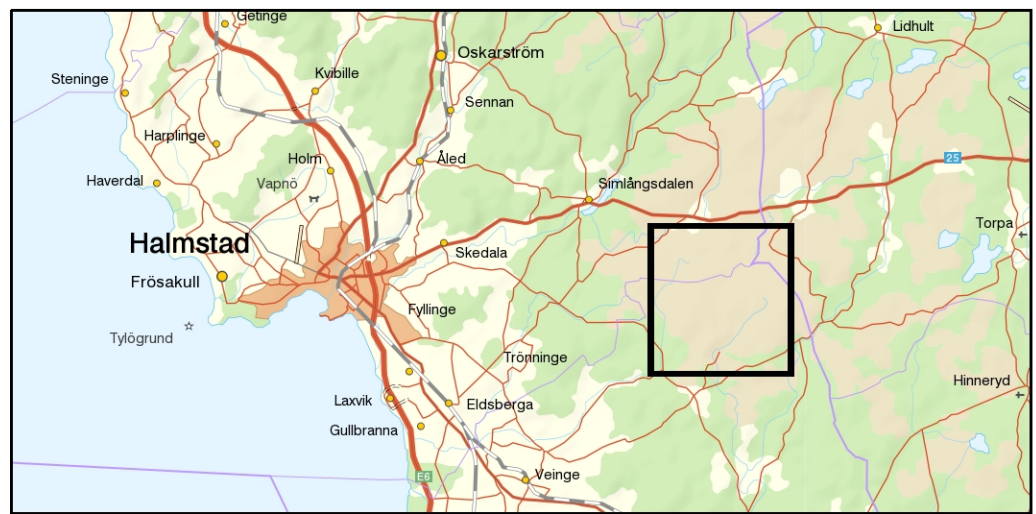 Getinge
Lidhult
Oskarström
Steninge
Kvibille
Sennan
Harplinge
Holm
Åled
25
Haverdal
Vapnö
Simlångsdalen
Torpa
Halmstad
Skedala
Frösakull
Fyllinge
Tylögrund
Trönninge
Hinneryd
Laxvik
Eldsberga
Gullbranna
E6
Veinge